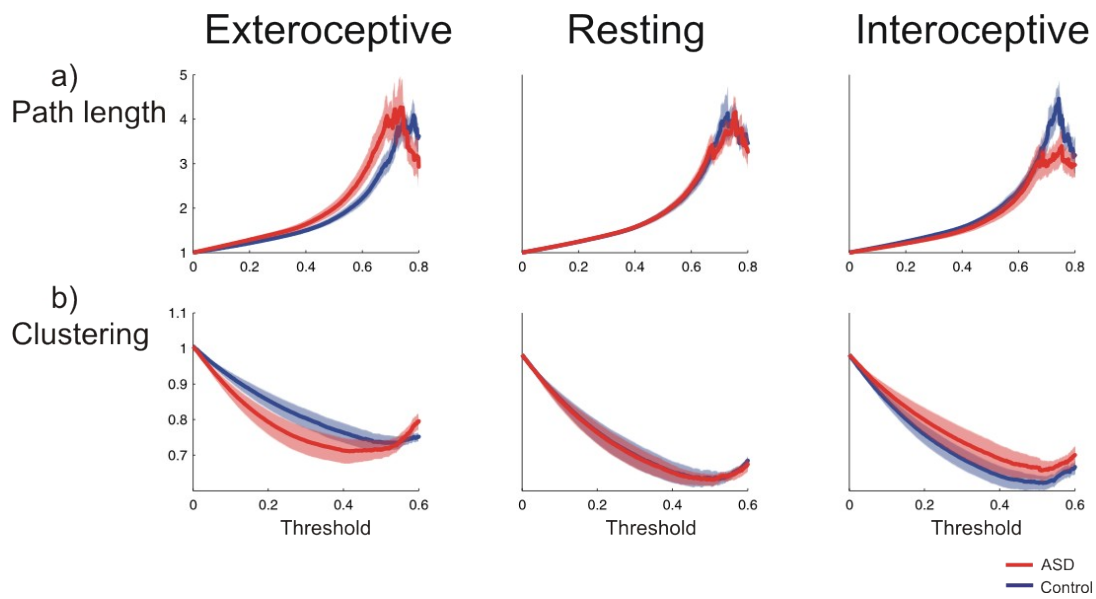 Exteroceptive Resting Interoceptive
a)
Path length
5
4
3
2
1
0 0.2 0.4 0.6 0.8
0 0.2 0.4 0.6 0.8
0 0.2 0.4 0.6 0.8
b)
Clustering
1.1
1
0.9
0.8
0.7
0 0.2 0.4 0.6
0 0.2 0.4 0.6
0 0.2 0.4 0.6
Threshold Threshold Threshold
ASD
Control